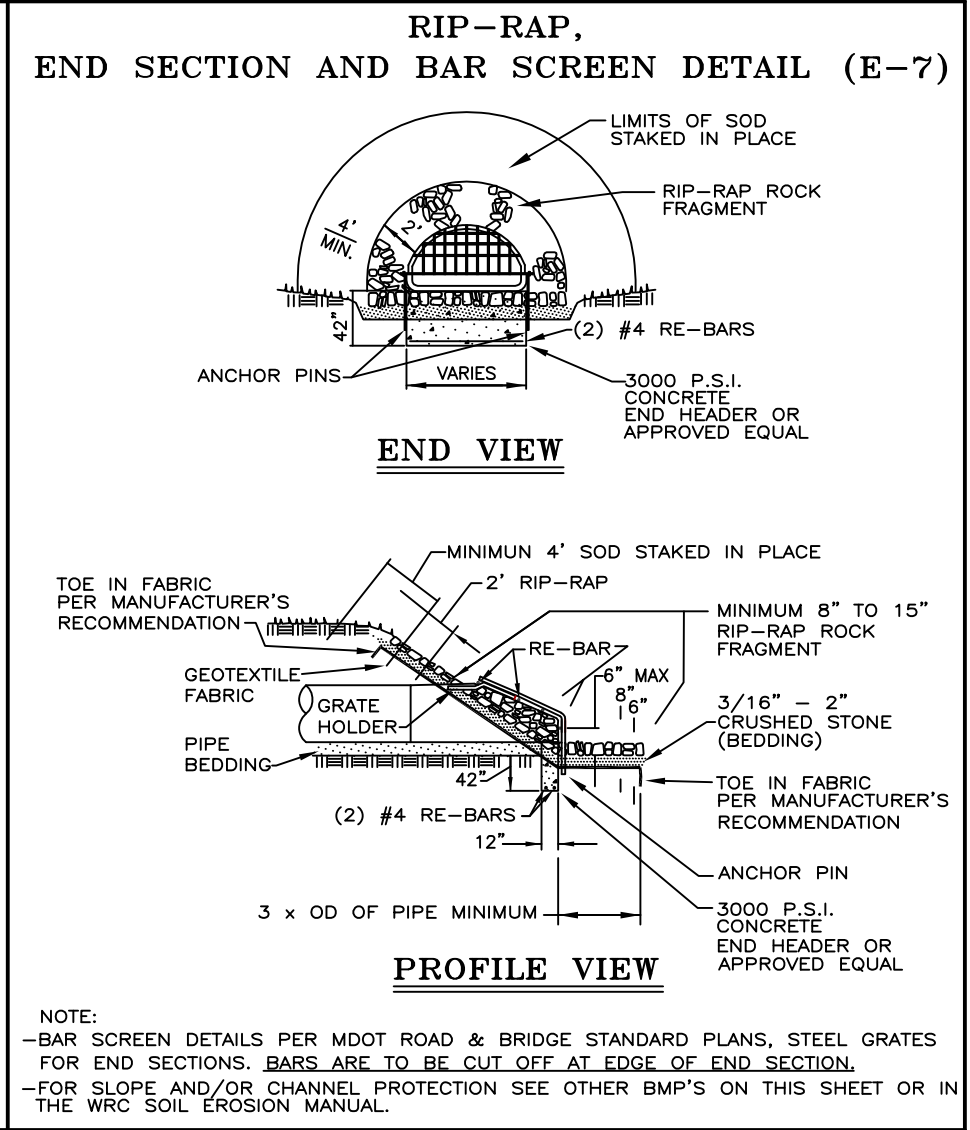 RIP-RAP,
END SECTION AND BAR SCREEN DETAIL (E-7)
LIMITS OF SOD
STAKED IN PLACE
RIP-RAP ROCK
FRAGMENT
4'
MIN.
2'
42"
(2) #4 RE-BARS
ANCHOR PINS
VARIES
3000 P.S.I.
CONCRETE
END HEADER OR
APPROVED EQUAL
END VIEW
MINIMUN 4' SOD STAKED IN PLACE
2' RIP-RAP
TOE IN FABRIC
PER MANUFACTURER'S
RECOMMENDATION
MINIMUM 8" TO 15"
RIP-RAP ROCK
FRAGMENT
RE-BAR
6" MAX
8"
6"
GEOTEXTILE
FABRIC
GRATE
HOLDER
3/16" - 2"
CRUSHED STONE
(BEDDING)
PIPE
BEDDING
42"
TOE IN FABRIC
PER MANUFACTURER'S
RECOMMENDATION
(2) #4 RE-BARS
12"
ANCHOR PIN
3 x OD OF PIPE MINIMUM
3000 P.S.I.
CONCRETE
END HEADER OR
APPROVED EQUAL
PROFILE VIEW
NOTE:
-BAR SCREEN DETAILS PER MDOT ROAD & BRIDGE STANDARD PLANS, STEEL GRATES
FOR END SECTIONS. BARS ARE TO BE CUT OFF AT EDGE OF END SECTION.
-FOR SLOPE AND/OR CHANNEL PROTECTION SEE OTHER BMP'S ON THIS SHEET OR IN
THE WRC SOIL EROSION MANUAL.